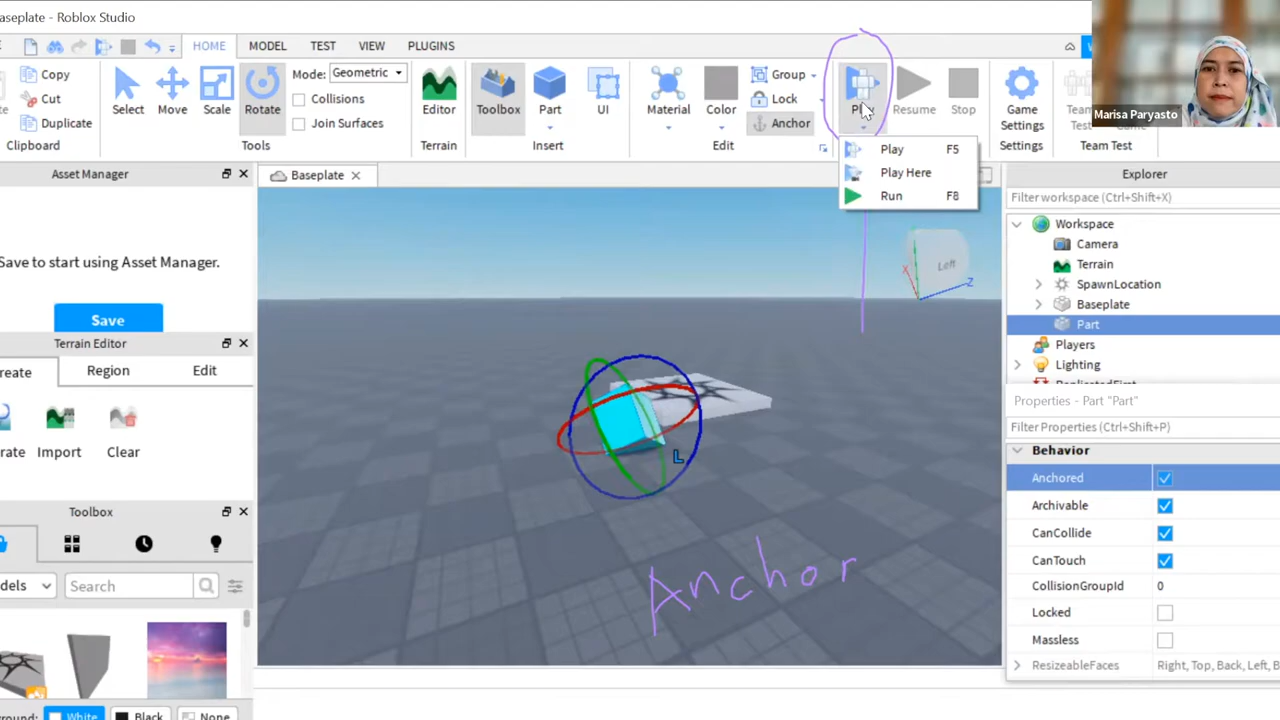 aseplate - Roblox Studio
HOME MODEL TEST VIEW PLUGINS
Copy
Cut
Duplicate
Clipboard
Select Move Scale Rotate
Mode: Geometric
Collisions
Join Surfaces
Tools
Editor
Terrain
Toolbox Part UI
Insert
Material Color
Group
Lock
Anchor
Edit
Play Resume Stop
Game
Settings
Settings
Team Test
Marisa Paryasto
Play F5
Play Here
Run F8
Asset Manager
Save to start using Asset Manager.
Save
Terrain Editor
reate Region Edit
rate Import Clear
Toolbox
dels Search
ground: White Black None
Baseplate
Left
X
Z
L
Anchor
Explorer
Filter workspace (Ctrl+Shift+X)
Workspace
Camera
Terrain
SpawnLocation
Baseplate
Part
Players
Lighting
ReplicatedFirst
Properties - Part "Part"
Filter Properties (Ctrl+Shift+P)
Behavior
Anchored
Archivable
CanCollide
CanTouch
CollisionGroupId 0
Locked
Massless
ResizeableFaces Right, Top, Back, Left, B